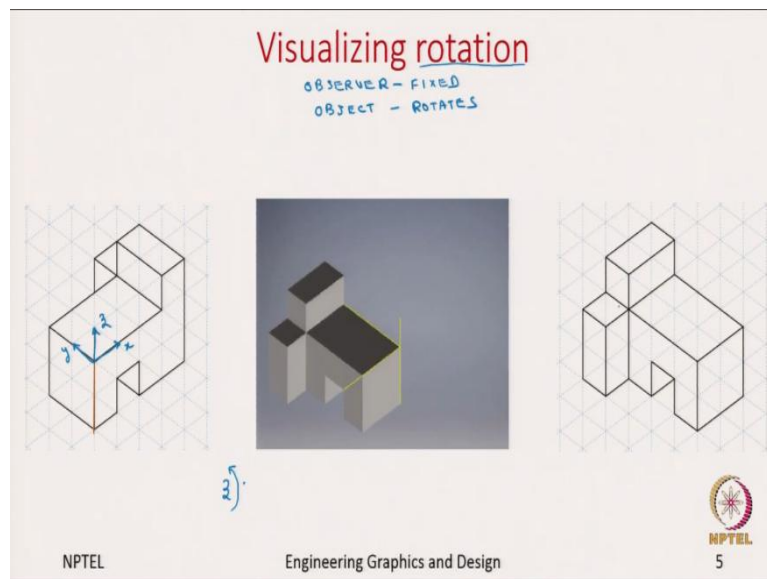 Visualizing rotation
OBSERVER - FIXED
OBJECT - ROTATES
z
y
x
z
NPTEL
NPTEL
Engineering Graphics and Design
5